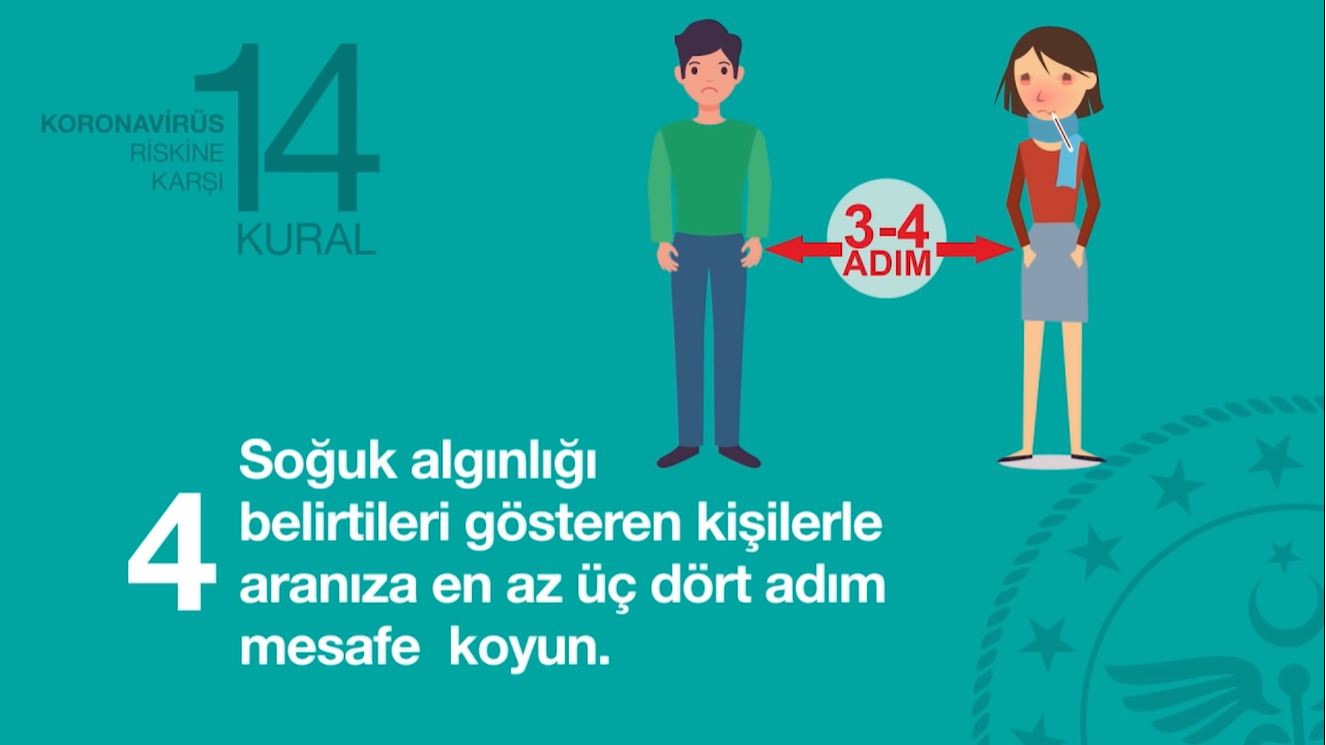 KORONAVİRÜS
RİSKİNE
KARŞI
14
KURAL
3-4
ADIM
4
Soğuk algınlığı
belirtileri gösteren kişilerle
aranıza en az üç dört adım
mesafe koyun.